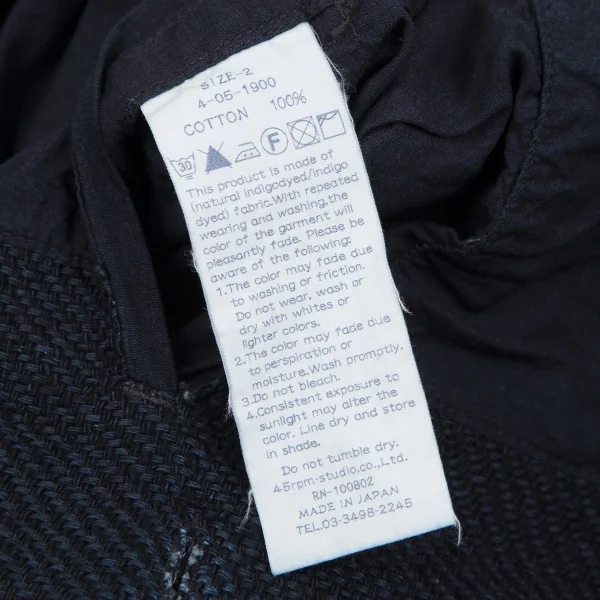 SIZE-2
4-05-1900
COTTON 100%
30 F
This product is made of
(natural indigodyed/indigo
dyed) fabric.With repeated
wearing and washing,the
color of the garment will
pleasantly fade. Please be
aware of the following:
1.The color may fade due
to washing or friction.
Do not wear, wash or
dry with whites or
lighter colors.
2.The color may fade due
to perspiration or
moisture.Wash promptly.
3.Do not bleach.
4.Consistent exposure to
sunlight may alter the
color. Line dry and store
in shade.
Do not tumble dry.
45rpm-studio.co.,Ltd.
RN-100802
MADE IN JAPAN
TEL.03-3498-2245